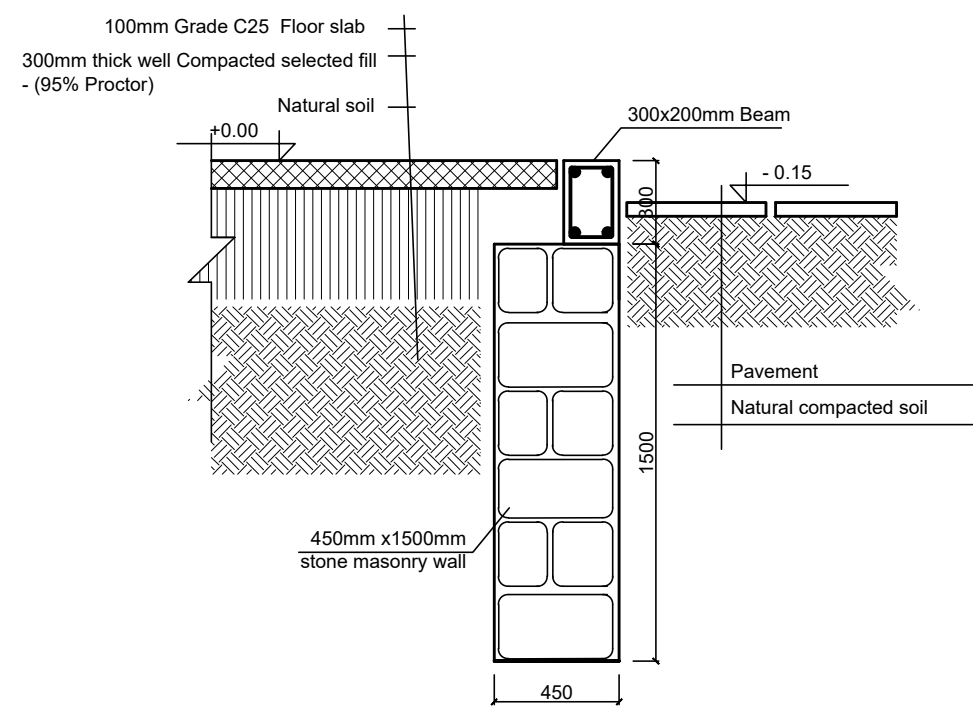 100mm Grade C25 Floor slab
300mm thick well Compacted selected fill
- (95% Proctor)
Natural soil
+0.00
300x200mm Beam
- 0.15
300
Pavement
Natural compacted soil
1500
450mm x1500mm
stone masonry wall
450